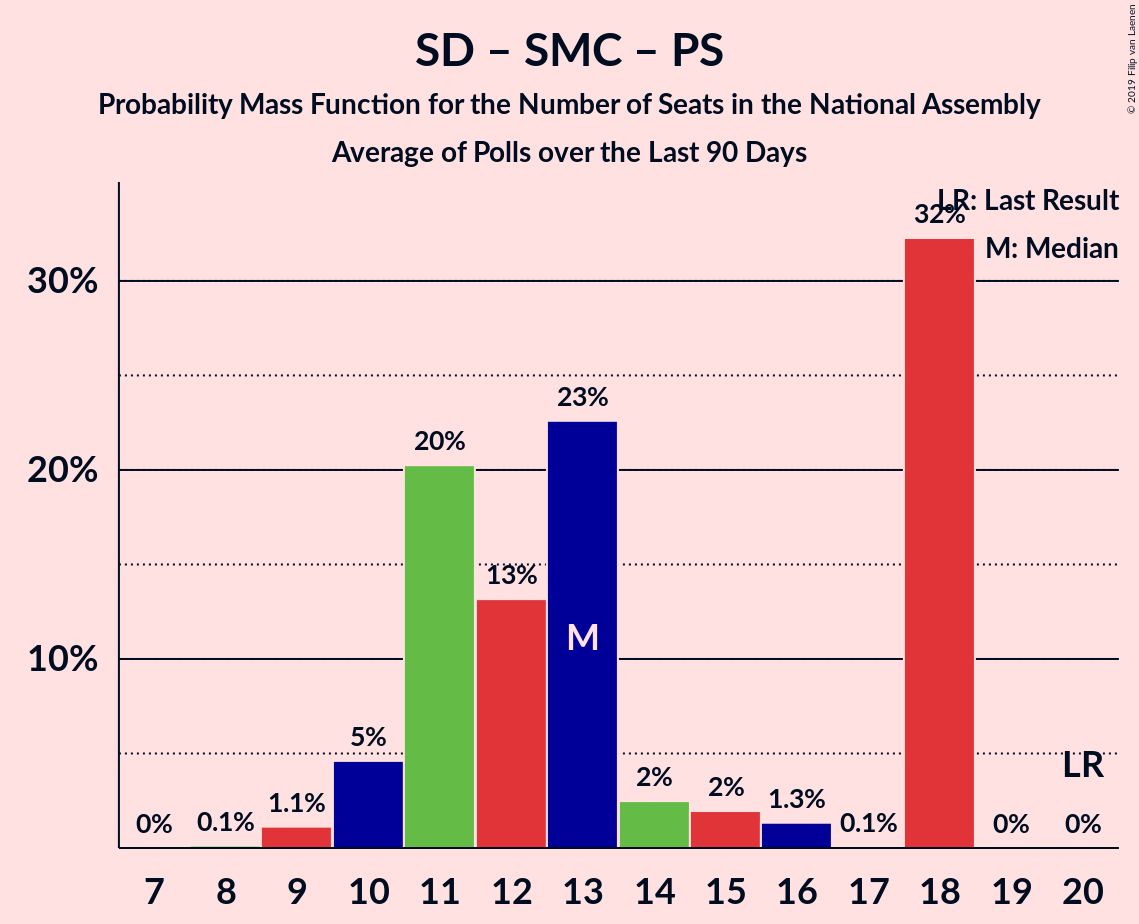 SD – SMC – PS
Probability Mass Function for the Number of Seats in the National Assembly
Average of Polls over the Last 90 Days
© 2019 Filip van Laenen
LR: Last Result
M: Median
30%
20%
10%
0%
0.1%
1.1%
5%
20%
13%
23%
2%
2%
1.3%
0.1%
32%
0%
0%
M
LR
7 8 9 10 11 12 13 14 15 16 17 18 19 20